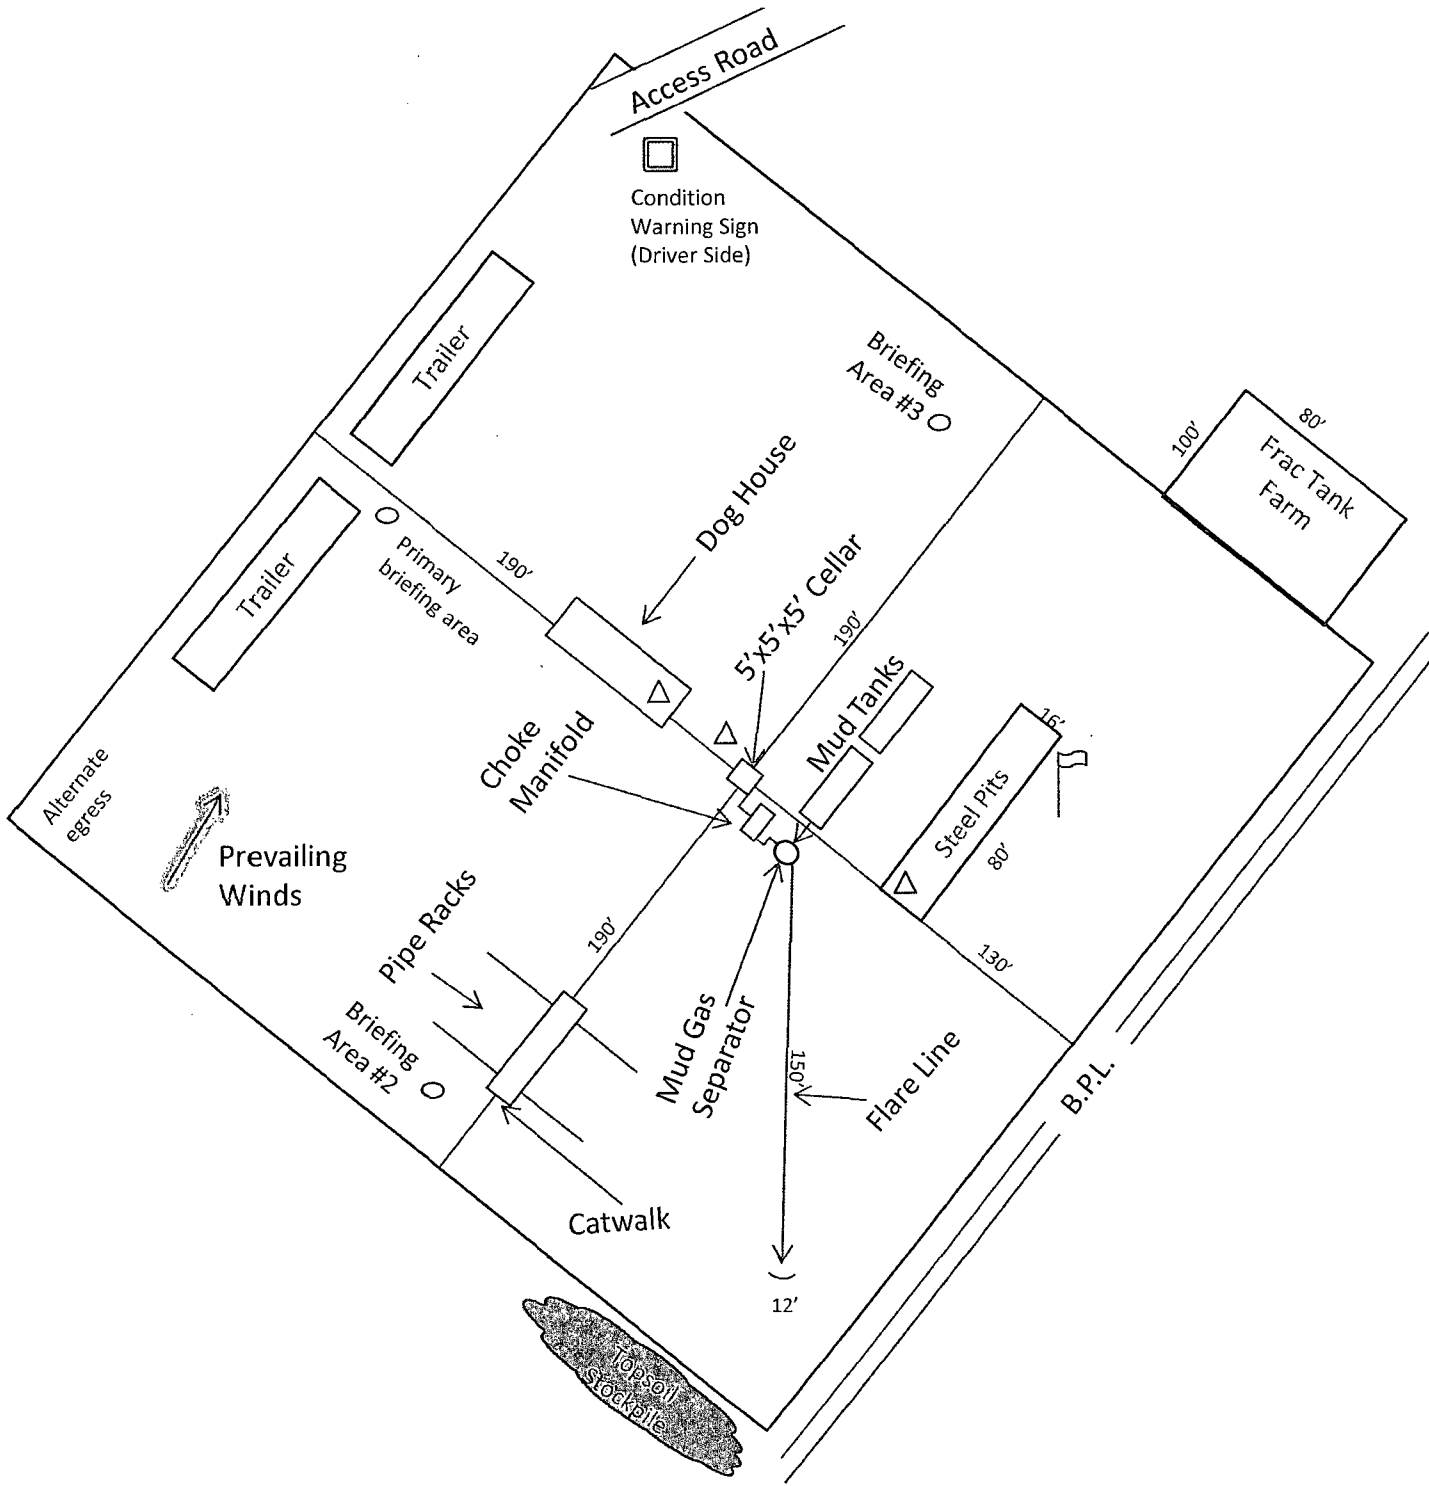 Access Road
Condition
Warning Sign
(Driver Side)
Trailer
Briefing
Area #3
80'
100'
Frac Tank
Farm
Dog House
190'
Primary
briefing area
Trailer
5'x5'x5' Cellar
190'
Mud Tanks
16'
Choke
Manifold
Steel Pits
80'
Alternate
egress
Prevailing
Winds
Pipe Racks
190'
130'
Briefing
Area #2
Mud Gas
Separator
150'
Flare Line
B.P.L.
Catwalk
12'
Topsoil
Stockpile